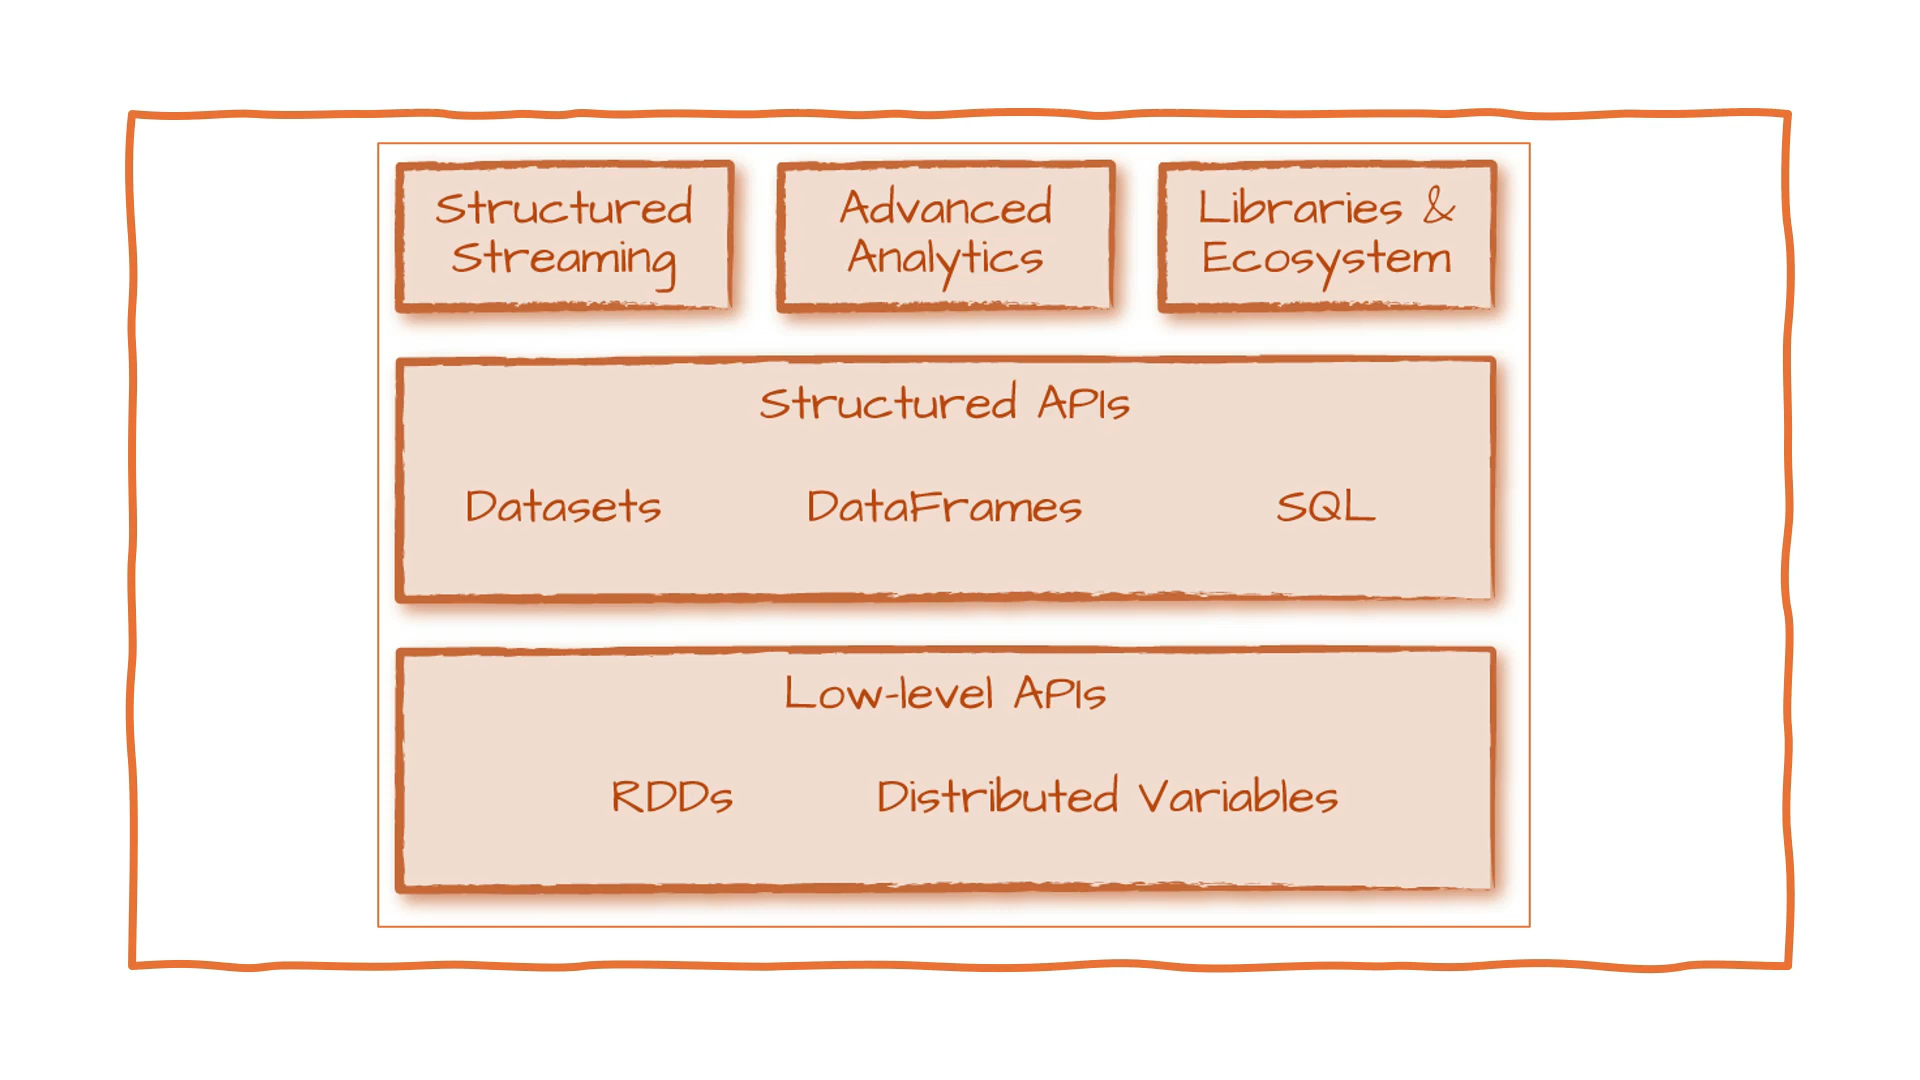 Structured
Streaming
Advanced
Analytics
Libraries &
Ecosystem
Structured APIs
Datasets
DataFrames
SQL
Low-level APIs
RDDs
Distributed Variables